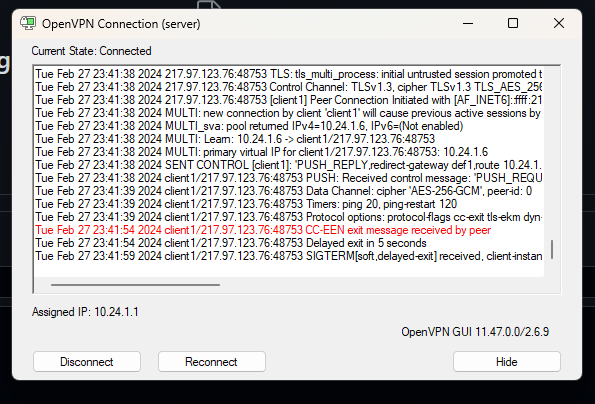 g
OpenVPN Connection (server)
Current State: Connected
Tue Feb 27 23:41:38 2024 217.97.123.76:48753 TLS: tls_multi_process: initial untrusted session promoted t
Tue Feb 27 23:41:38 2024 217.97.123.76:48753 Control Channel: TLSv1.3, cipher TLSv1.3 TLS_AES_256
Tue Feb 27 23:41:38 2024 217.97.123.76:48753 [client1] Peer Connection Initiated with [AF_INET6]::ffff:21
Tue Feb 27 23:41:38 2024 MULTI: new connection by client 'client1' will cause previous active sessions by
Tue Feb 27 23:41:38 2024 MULTI_sva: pool returned IPv4=10.24.1.6, IPv6=(Not enabled)
Tue Feb 27 23:41:38 2024 MULTI: Learn: 10.24.1.6 -> client1/217.97.123.76:48753
Tue Feb 27 23:41:38 2024 MULTI: primary virtual IP for client1/217.97.123.76:48753: 10.24.1.6
Tue Feb 27 23:41:38 2024 SENT CONTROL [client1]: 'PUSH_REPLY,redirect-gateway def1,route 10.24.1.
Tue Feb 27 23:41:38 2024 client1/217.97.123.76:48753 PUSH: Received control message: 'PUSH_REQU
Tue Feb 27 23:41:39 2024 client1/217.97.123.76:48753 Data Channel: cipher 'AES-256-GCM', peer-id: 0
Tue Feb 27 23:41:39 2024 client1/217.97.123.76:48753 Timers: ping 20, ping-restart 120
Tue Feb 27 23:41:39 2024 client1/217.97.123.76:48753 Protocol options: protocol-flags cc-exit tls-ekm dyn-
Tue Feb 27 23:41:54 2024 client1/217.97.123.76:48753 CC-EEN exit message received by peer
Tue Feb 27 23:41:54 2024 client1/217.97.123.76:48753 Delayed exit in 5 seconds
Tue Feb 27 23:41:59 2024 client1/217.97.123.76:48753 SIGTERM[soft,delayed-exit] received, client-instan
Assigned IP: 10.24.1.1
OpenVPN GUI 11.47.0.0/2.6.9
Disconnect
Reconnect
Hide